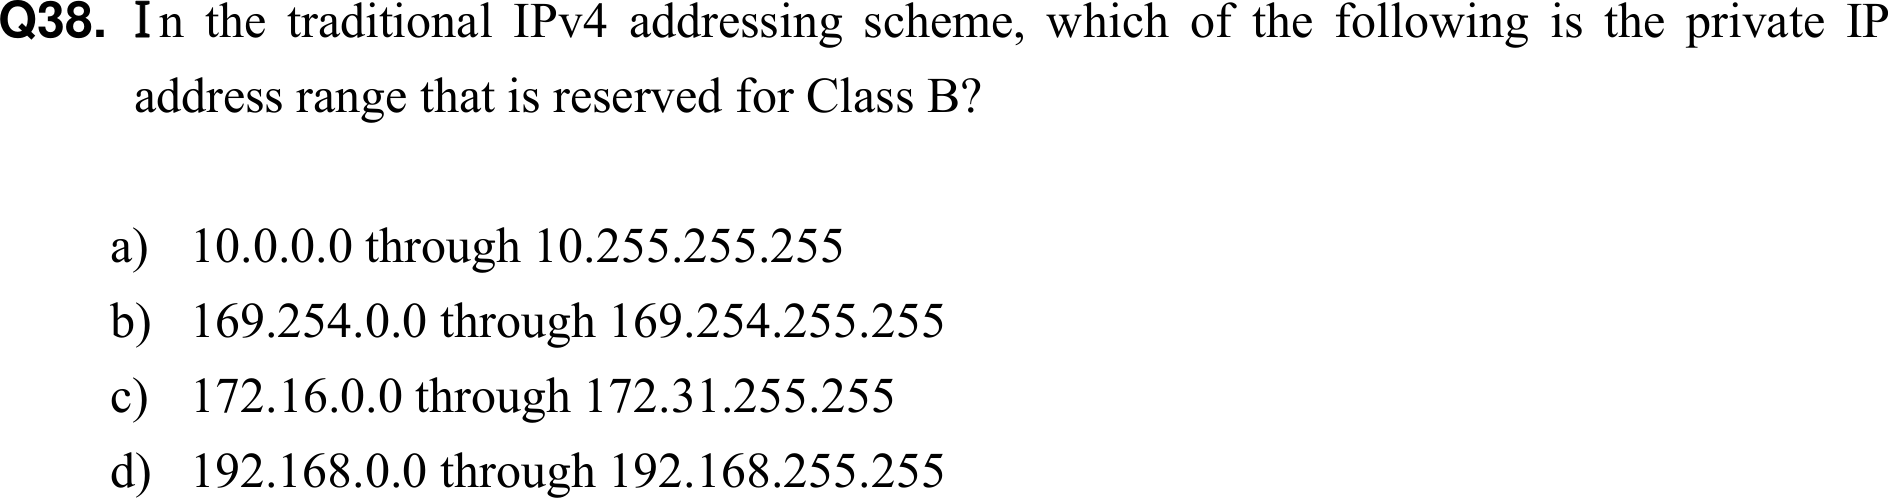 Q38. In the traditional IPv4 addressing scheme, which of the following is the private IP
address range that is reserved for Class B?
a) 10.0.0.0 through 10.255.255.255
b) 169.254.0.0 through 169.254.255.255
c) 172.16.0.0 through 172.31.255.255
d) 192.168.0.0 through 192.168.255.255